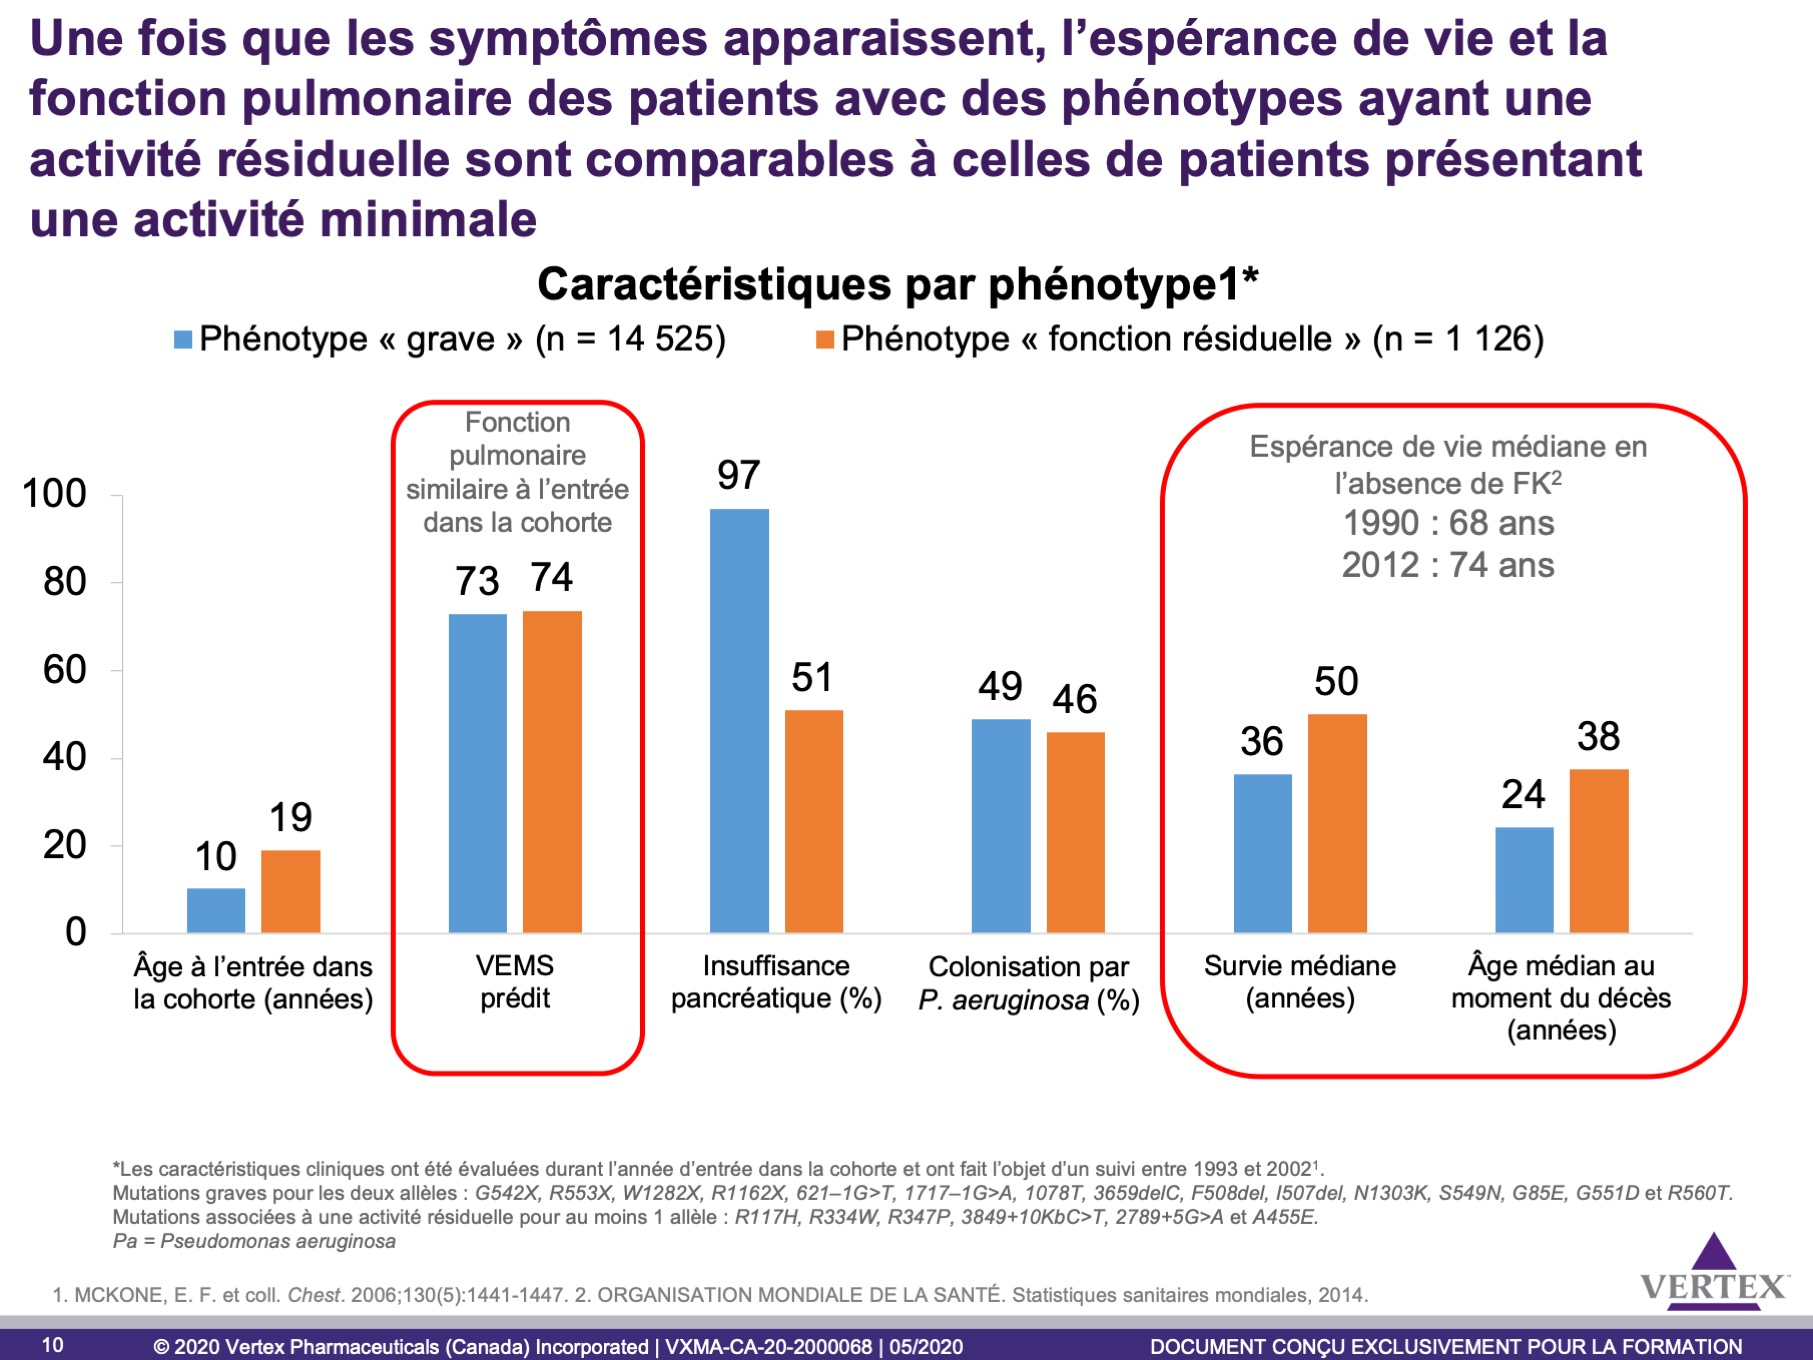 Une fois que les symptômes apparaissent, l’espérance de vie et la
fonction pulmonaire des patients avec des phénotypes ayant une
activité résiduelle sont comparables à celles de patients présentant
une activité minimale
Caractéristiques par phénotype1*
Phénotype « grave » (n = 14 525)
Phénotype « fonction résiduelle » (n = 1 126)
Fonction
pulmonaire
similaire à l’entrée
dans la cohorte
Espérance de vie médiane en
l’absence de FK²
1990 : 68 ans
2012 : 74 ans
100
80
60
40
20
0
10
19
73
74
97
51
49
46
36
50
24
38
Âge à l’entrée dans
la cohorte (années)
VEMS
prédit
Insuffisance
pancréatique (%)
Colonisation par
P. aeruginosa (%)
Survie médiane
(années)
Âge médian au
moment du décès
(années)
*Les caractéristiques cliniques ont été évaluées durant l’année d’entrée dans la cohorte et ont fait l’objet d’un suivi entre 1993 et 2002¹.
Mutations graves pour les deux allèles : G542X, R553X, W1282X, R1162X, 621–1G>T, 1717–1G>A, 1078T, 3659delC, F508del, I507del, N1303K, S549N, G85E, G551D et R560T.
Mutations associées à une activité résiduelle pour au moins 1 allèle : R117H, R334W, R347P, 3849+10KbC>T, 2789+5G>A et A455E.
Pa = Pseudomonas aeruginosa
1. MCKONE, E. F. et coll. Chest. 2006;130(5):1441-1447. 2. ORGANISATION MONDIALE DE LA SANTÉ. Statistiques sanitaires mondiales, 2014.
VERTEX™
10
© 2020 Vertex Pharmaceuticals (Canada) Incorporated | VXMA-CA-20-2000068 | 05/2020
DOCUMENT CONÇU EXCLUSIVEMENT POUR LA FORMATION